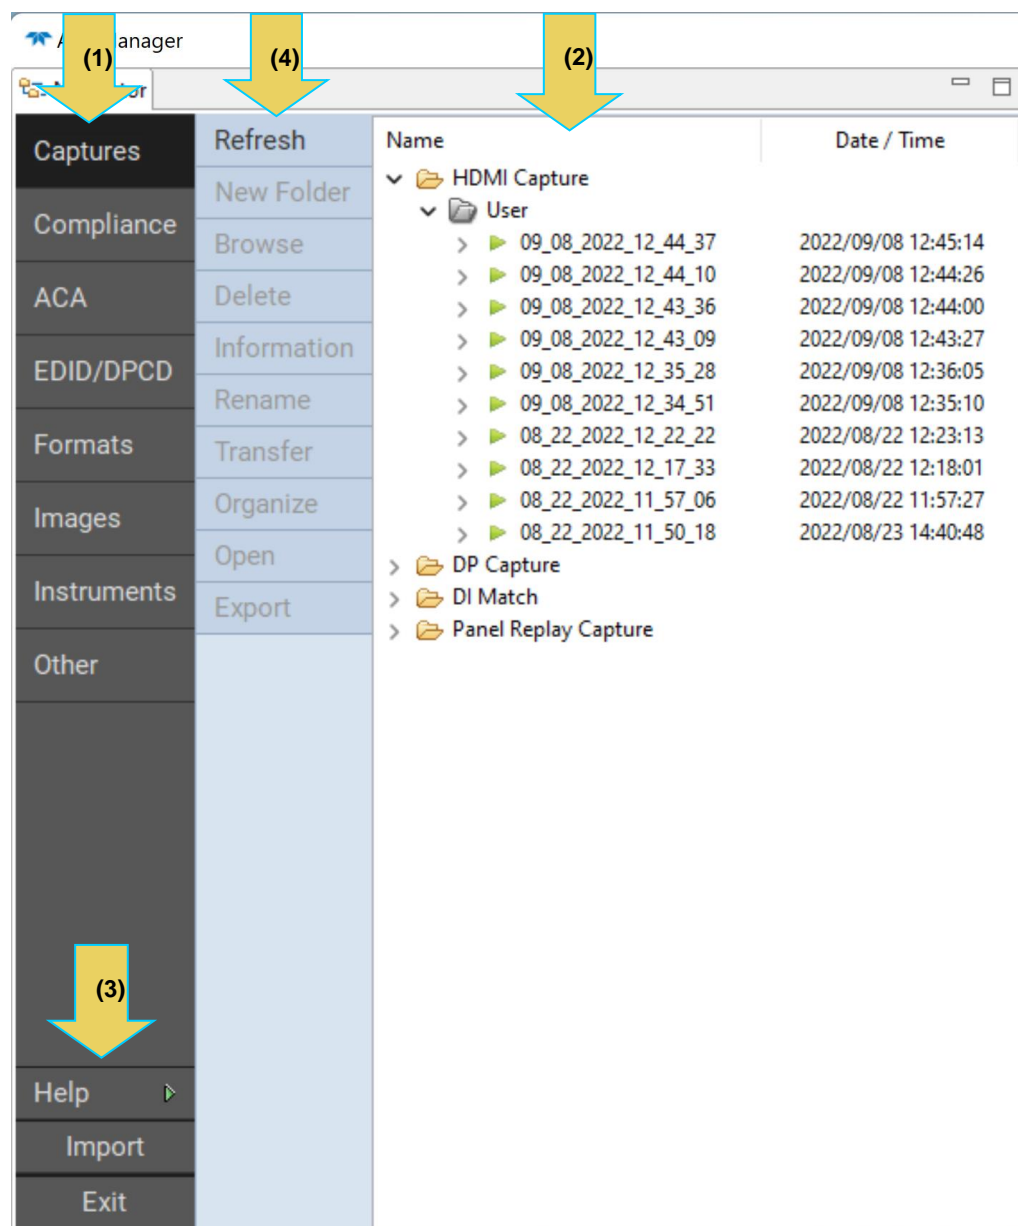 anager
(1)
(4)
(2)
Captures
Compliance
ACA
EDID/DPCD
Formats
Images
Instruments
Other
(3)
Help
Import
Exit
Refresh
New Folder
Browse
Delete
Information
Rename
Transfer
Organize
Open
Export
Name Date / Time
HDMI Capture
User
09_08_2022_12_44_37 2022/09/08 12:45:14
09_08_2022_12_44_10 2022/09/08 12:44:26
09_08_2022_12_43_36 2022/09/08 12:44:00
09_08_2022_12_43_09 2022/09/08 12:43:27
09_08_2022_12_35_28 2022/09/08 12:36:05
09_08_2022_12_34_51 2022/09/08 12:35:10
08_22_2022_12_22_22 2022/08/22 12:23:13
08_22_2022_12_17_33 2022/08/22 12:18:01
08_22_2022_11_57_06 2022/08/22 11:57:27
08_22_2022_11_50_18 2022/08/23 14:40:48
DP Capture
DI Match
Panel Replay Capture